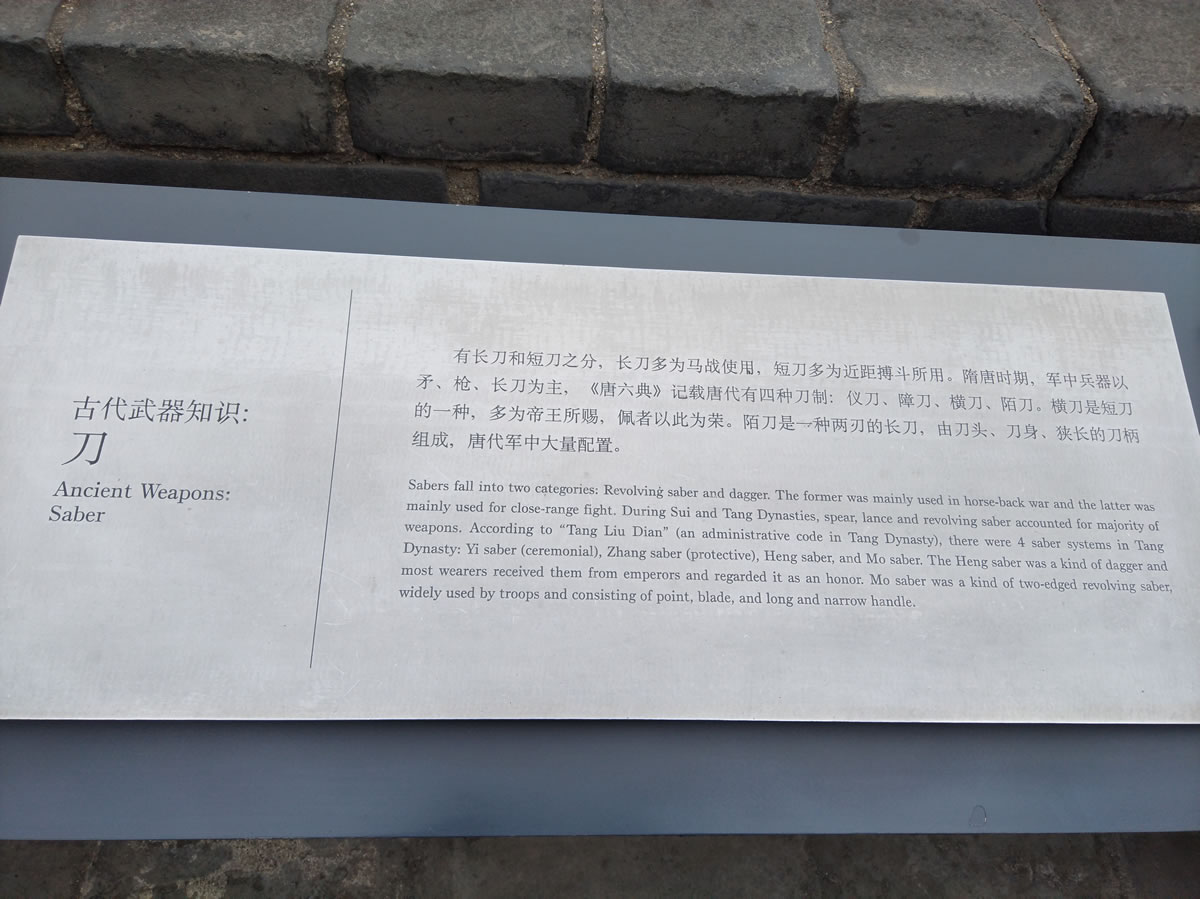 古代武器知识:
刀
Ancient Weapons:
Saber
有长刀和短刀之分，长刀多为马战使用，短刀多为近距搏斗所用。隋唐时期，军中兵器以
矛、枪、长刀为主，《唐六典》记载唐代有四种刀制：仪刀、障刀、横刀、陌刀。横刀是短刀
的一种，多为帝王所赐，佩者以此为荣。陌刀是一种两刃的长刀，由刀头、刀身、狭长的刀柄
组成，唐代军中大量配置。
Sabers fall into two categories: Revolving saber and dagger. The former was mainly used in horse-back war and the latter was
mainly used for close-range fight. During Sui and Tang Dynasties, spear, lance and revolving saber accounted for majority of
weapons. According to “Tang Liu Dian” (an administrative code in Tang Dynasty), there were 4 saber systems in Tang
Dynasty: Yi saber (ceremonial), Zhang saber (protective), Heng saber, and Mo saber. The Heng saber was a kind of dagger and
most wearers received them from emperors and regarded it as an honor. Mo saber was a kind of two-edged revolving saber,
widely used by troops and consisting of point, blade, and long and narrow handle.